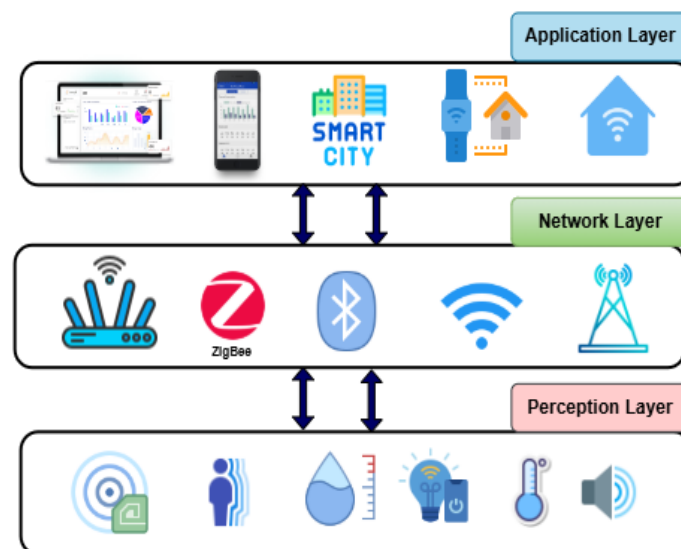 Application Layer
SMART
CITY
Network Layer
ZigBee
Perception Layer